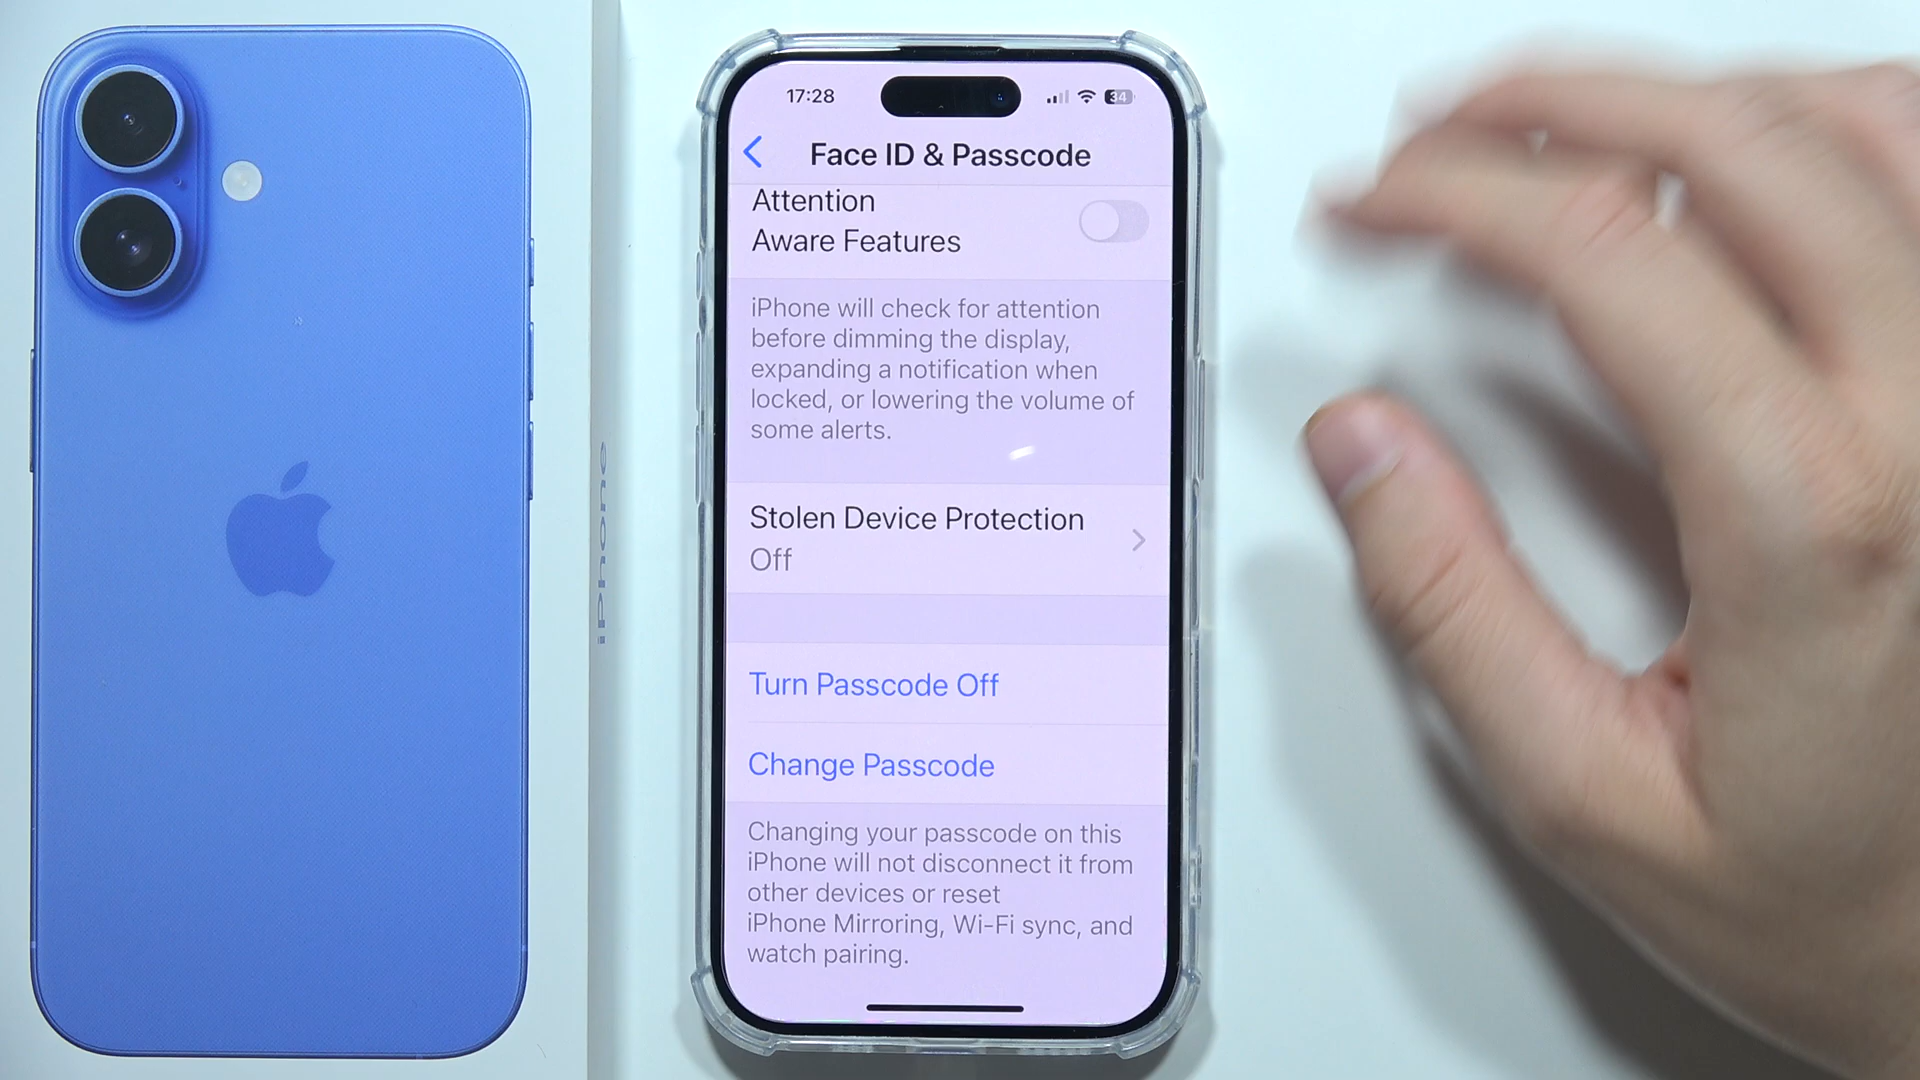 iPhone
17:28
34
Face ID & Passcode
Attention
Aware Features
iPhone will check for attention
before dimming the display,
expanding a notification when
locked, or lowering the volume of
some alerts.
Stolen Device Protection
Off
Turn Passcode Off
Change Passcode
Changing your passcode on this
iPhone will not disconnect it from
other devices or reset
iPhone Mirroring, Wi-Fi sync, and
watch pairing.